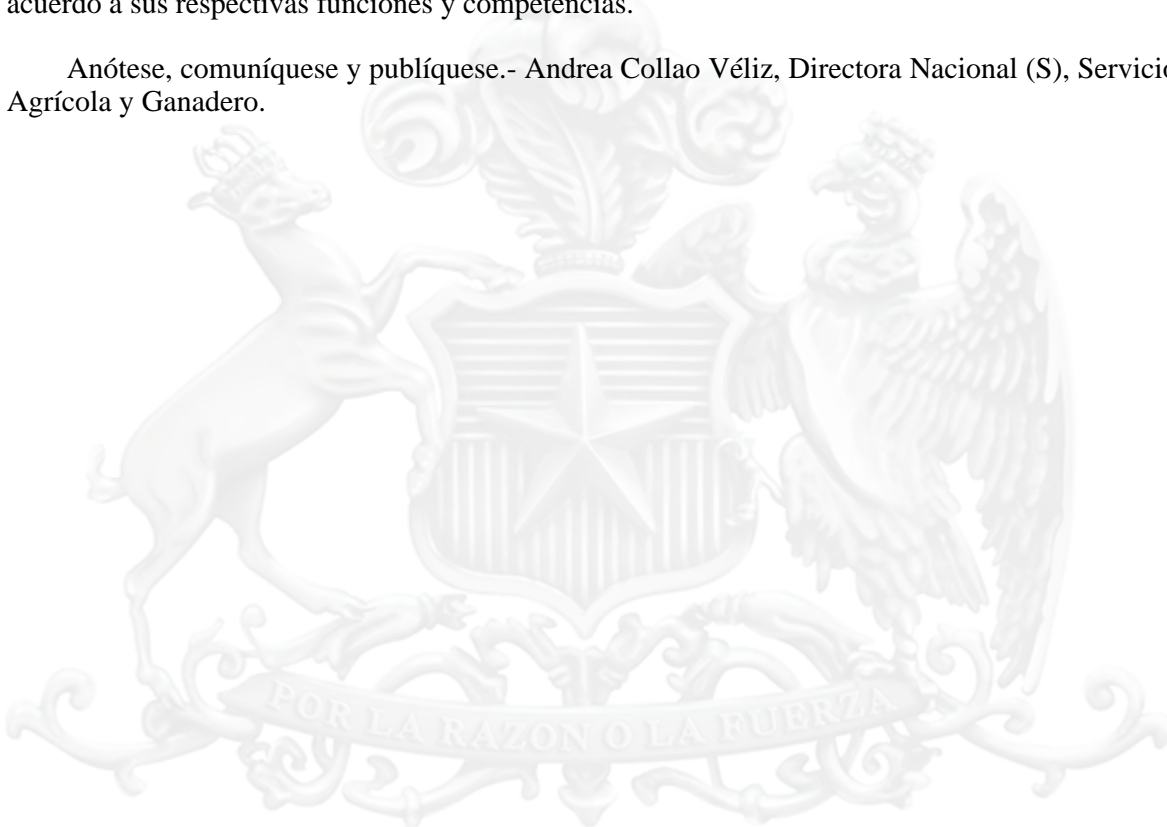 acuerdo a sus respectivas funciones y competencias.
Anótese, comuníquese y publíquese.- Andrea Collao Véliz, Directora Nacional (S), Servicio
Agrícola y Ganadero.
POR LA RAZON O LA FUERZA